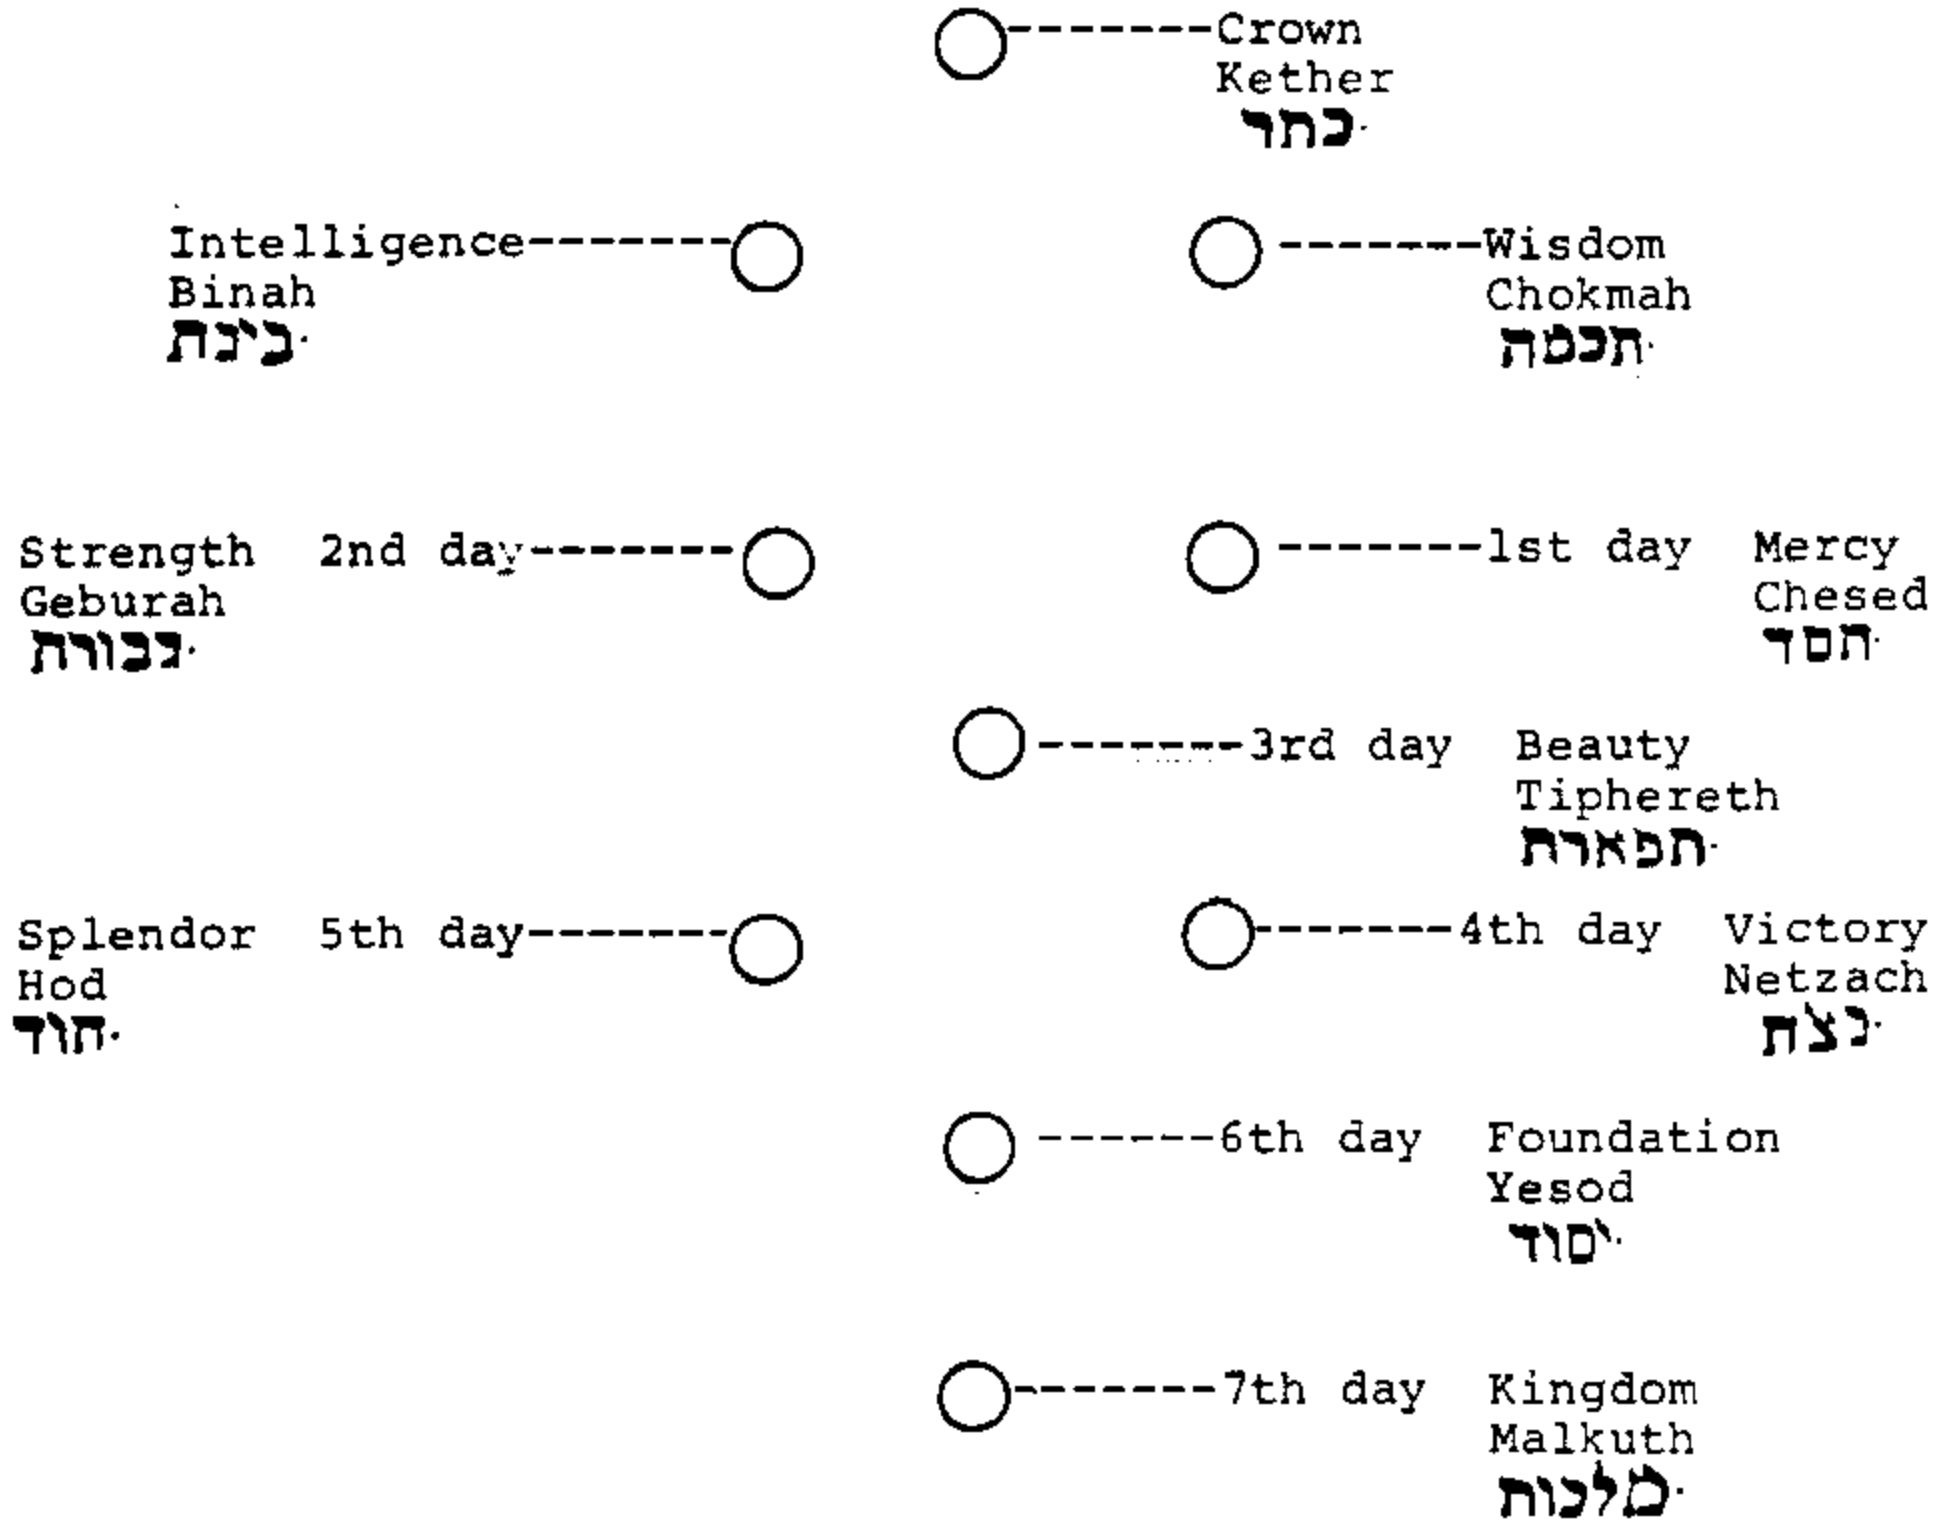 -------Crown
Kether
כתר
Intelligence-------
Binah
בינת
-------Wisdom
Chokmah
חכמה
Strength 2nd day-------
Geburah
גבורת
-------1st day Mercy
Chesed
חסד
-------3rd day Beauty
Tiphereth
תפארת
Splendor 5th day-------
Hod
הוד
-------4th day Victory
Netzach
נצח
------6th day Foundation
Yesod
יסוד
-------7th day Kingdom
Malkuth
מלכות